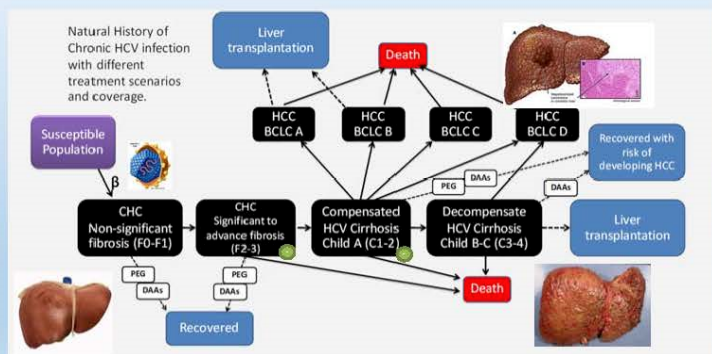 Natural History of
Chronic HCV infection
with different
treatment scenarios
and coverage.
Liver
transplantation
Death
A
HCC
BCLC A
HCC
BCLC B
HCC
BCLC C
HCC
BCLC D
Susceptible
Population
β
Recovered with
risk of
developing HCC
PEG
DAAs
DAAs
CHC
Non-significant
fibrosis (F0-F1)
CHC
Significant to
advance fibrosis
(F2-3)
Compensated
HCV Cirrhosis
Child A (C1-2)
Decompensate
HCV Cirrhosis
Child B-C (C3-4)
Liver
transplantation
PEG
DAAs
PEG
DAAs
Recovered
Death